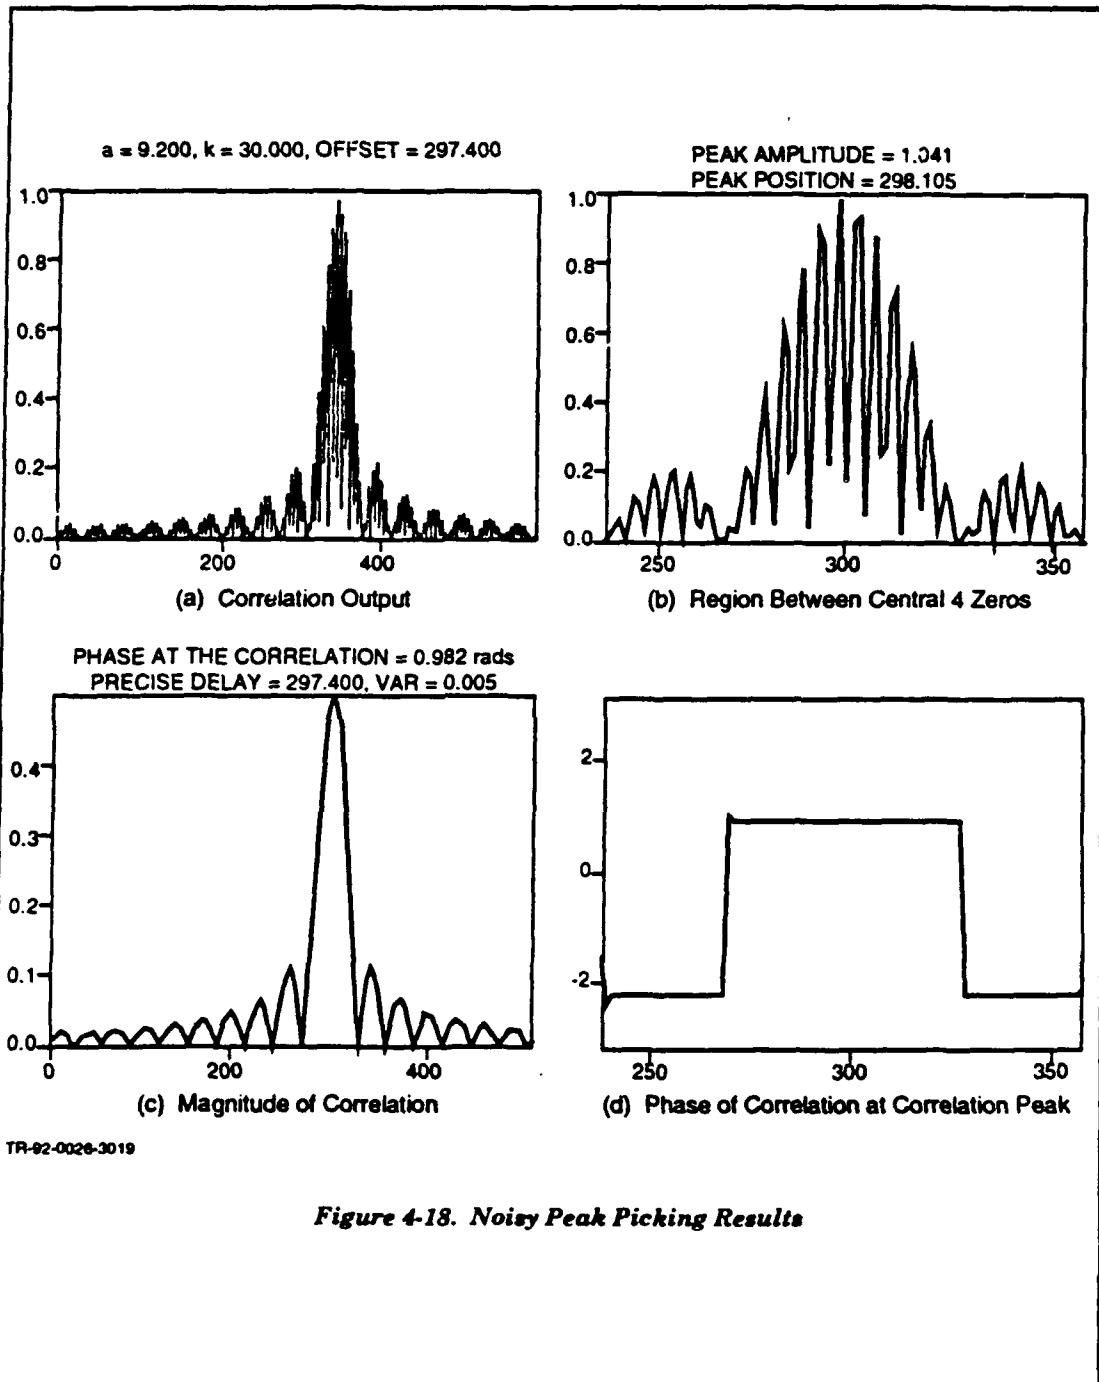 a = 9.200, k = 30.000, OFFSET = 297.400
1.0
0.8
0.6
0.4
0.2
0.0
0
200
400
(a) Correlation Output
PEAK AMPLITUDE = 1.041
PEAK POSITION = 298.105
1.0
0.8
0.6
0.4
0.2
0.0
250
300
350
(b) Region Between Central 4 Zeros
PHASE AT THE CORRELATION = 0.982 rads
PRECISE DELAY = 297.400, VAR = 0.005
0.4
0.3
0.2
0.1
0.0
200
400
(c) Magnitude of Correlation
2
0
-2
250
300
350
(d) Phase of Correlation at Correlation Peak
TR-92-0026-3019
Figure 4-18. Noisy Peak Picking Results